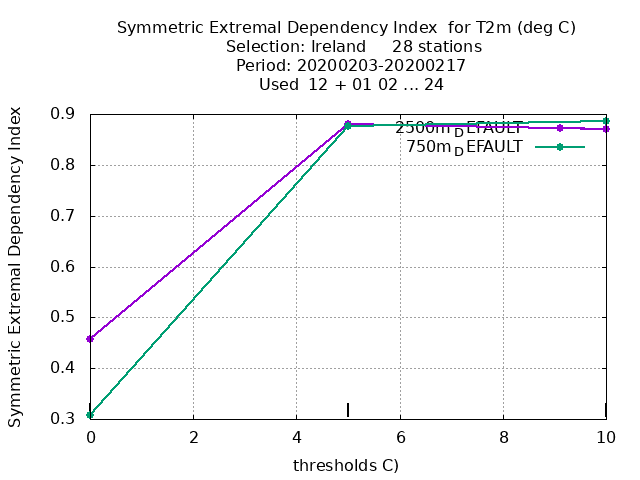 Symmetric Extremal Dependency Index  for T2m (deg C)
Selection: Ireland     28 stations
Period: 20200203-20200217
Used  12 + 01 02 ... 24
Symmetric Extremal Dependency Index
0.9
0.8
0.7
0.6
0.5
0.4
0.3
2500m_DEFAULT
750m_DEFAULT
0 2 4 6 8 10
thresholds C)